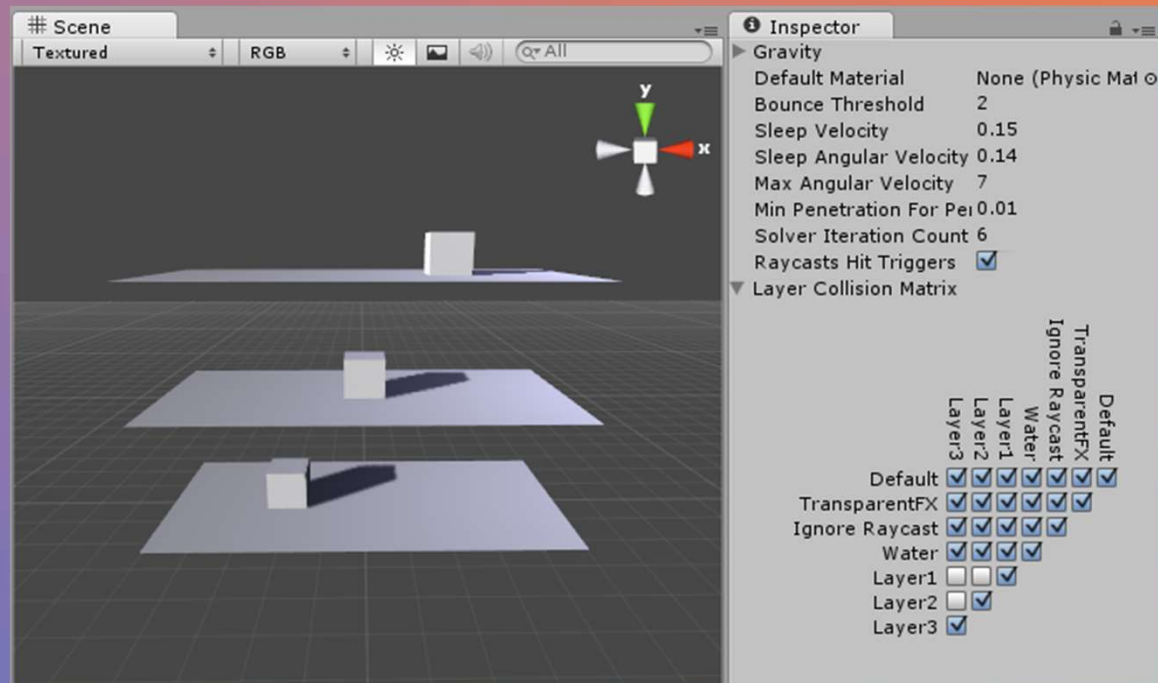 Scene
Textured RGB All
y
x
Inspector
Gravity
Default Material None (Physic Mat
Bounce Threshold 2
Sleep Velocity 0.15
Sleep Angular Velocity 0.14
Max Angular Velocity 7
Min Penetration For Pe 0.01
Solver Iteration Count 6
Raycasts Hit Triggers
Layer Collision Matrix
Layer3 Layer2 Layer1 Water Ignore Raycast TransparentFX Default
Default
TransparentFX
Ignore Raycast
Water
Layer1
Layer2
Layer3